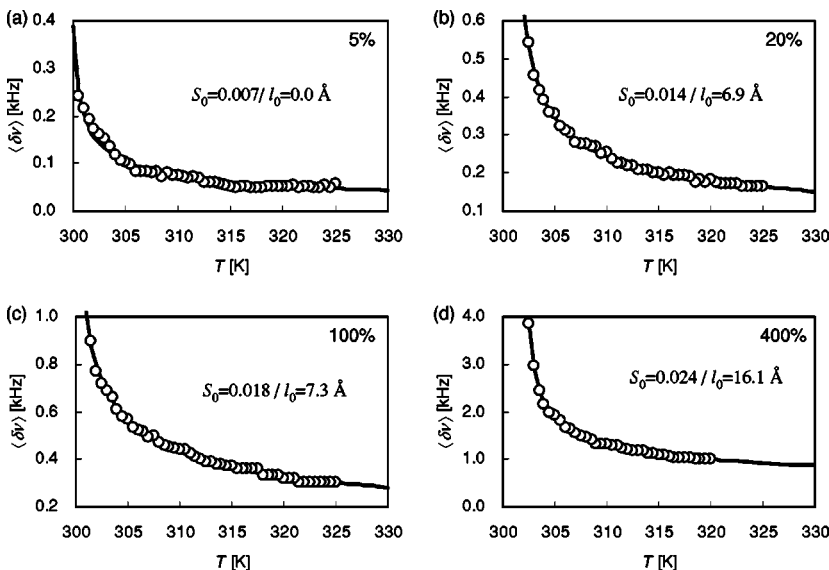 (a)
5%
S₀=0.007/ l₀=0.0 Å
⟨δν⟩ [kHz]
0.4
0.3
0.2
0.1
0.0
300 305 310 315 320 325 330
T [K]
(b)
20%
S₀=0.014/ l₀=6.9 Å
⟨δν⟩ [kHz]
0.6
0.5
0.4
0.3
0.2
0.1
300 305 310 315 320 325 330
T [K]
(c)
100%
S₀=0.018/ l₀=7.3 Å
⟨δν⟩ [kHz]
1.0
0.8
0.6
0.4
0.2
300 305 310 315 320 325 330
T [K]
(d)
400%
S₀=0.024/ l₀=16.1 Å
⟨δν⟩ [kHz]
4.0
3.0
2.0
1.0
0.0
300 305 310 315 320 325 330
T [K]